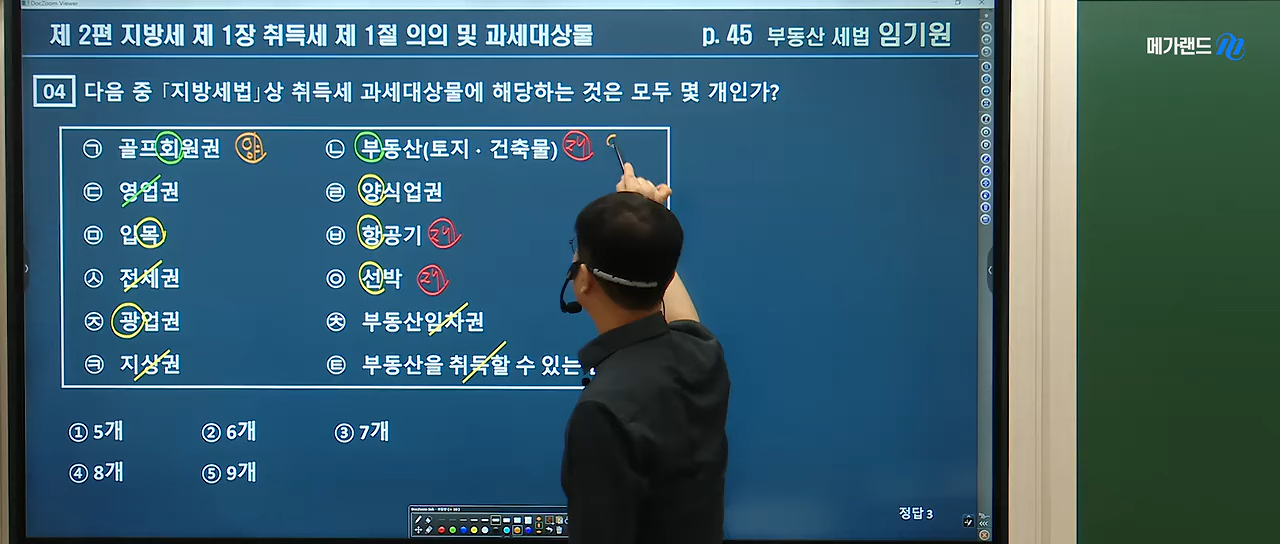 DocZoom Viewer
제 2편 지방세 제 1장 취득세 제 1절 의의 및 과세대상물 p. 45 부동산 세법 임기원
메가랜드
04 다음 중 「지방세법」상 취득세 과세대상물에 해당하는 것은 모두 몇 개인가?
㉠ 골프회원권 양 ㉡ 부동산(토지 · 건축물) 재
㉢ 영업권 ㉣ 양식업권
㉤ 입목 ㉥ 항공기 재
㉦ 전세권 ㉧ 선박 재
㉨ 광업권 ㉩ 부동산임차권
㉪ 지상권 ㉫ 부동산을 취득할 수 있는
① 5개 ② 6개 ③ 7개
④ 8개 ⑤ 9개
정답 3